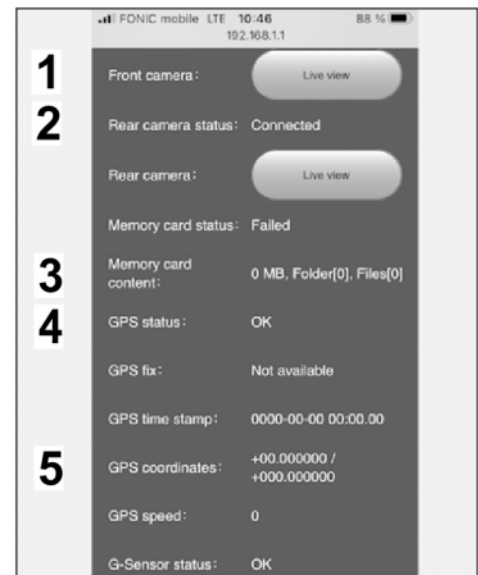 FONIC mobile LTE 10:46 88 %
192.168.1.1
1 Front camera: Live view
2 Rear camera status: Connected
Rear camera: Live view
Memory card status: Failed
3 Memory card
content: 0 MB, Folder[0], Files[0]
4 GPS status: OK
GPS fix: Not available
GPS time stamp: 0000-00-00 00:00.00
5 GPS coordinates: +00.000000 /
+000.000000
GPS speed: 0
G-Sensor status: OK